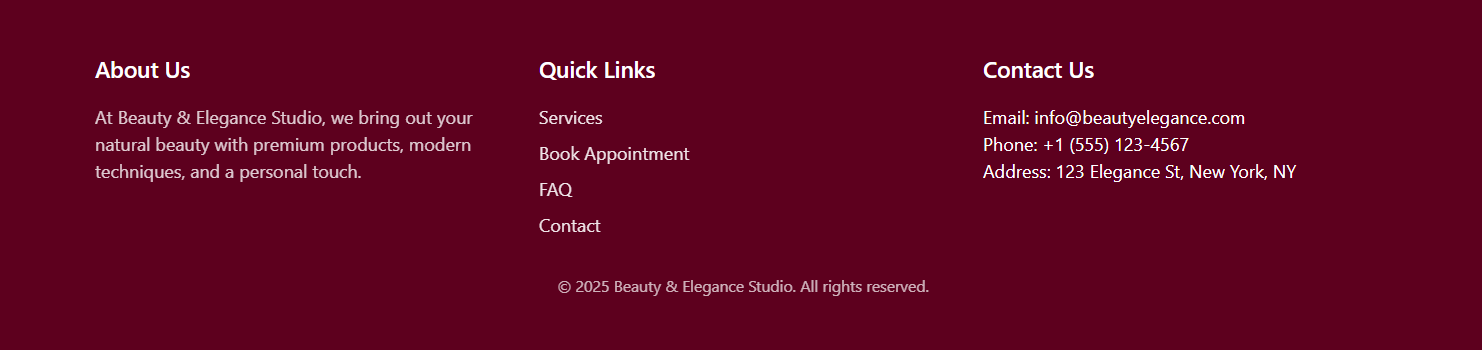 About Us
At Beauty & Elegance Studio, we bring out your
natural beauty with premium products, modern
techniques, and a personal touch.
Quick Links
Services
Book Appointment
FAQ
Contact
Contact Us
Email: info@beautyelegance.com
Phone: +1 (555) 123-4567
Address: 123 Elegance St, New York, NY
© 2025 Beauty & Elegance Studio. All rights reserved.